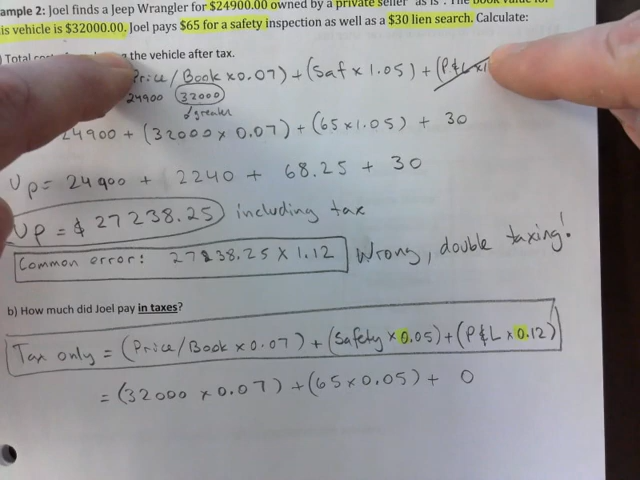 ample 2: Joel finds a Jeep Wrangler for $24900.00 owned by a private seller "as is". The book value for
is vehicle is $32000.00. Joel pays $65 for a safety inspection as well as a $30 lien search. Calculate:
) Total the vehicle after tax.
Price/Book x 0.07) + (Saf x 1.05) + (P&L x1
24900 32000
greater
24900 + (32000 x 0.07) + (65 x 1.05) + 30
Up = 24900 + 2240 + 68.25 + 30
Up = $27238.25 including tax
Common error: 27238.25 x 1.12 Wrong, double taxing!
b) How much did Joel pay in taxes?
Tax only = (Price/Book x 0.07) + (Safety x 0.05) + (P&L x 0.12)
= (32000 x 0.07) + (65 x 0.05) + 0